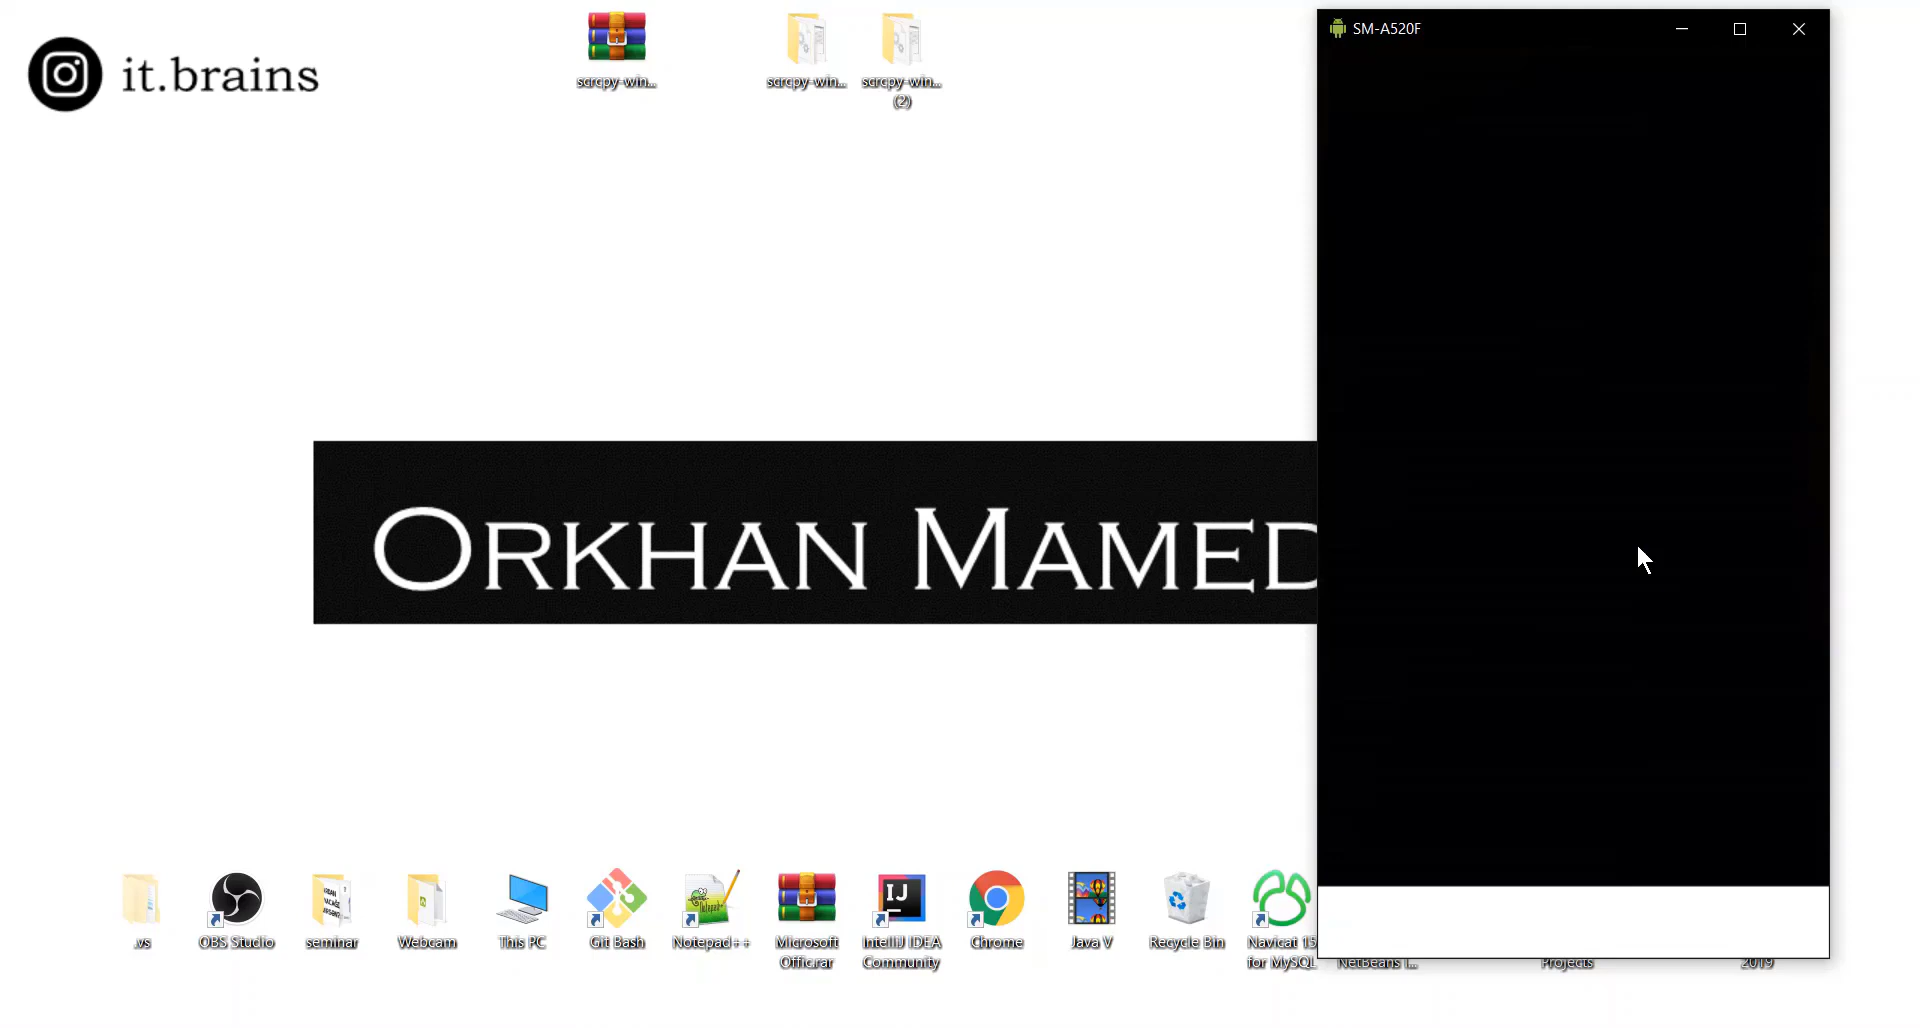 it.brains
scrcpy-win...
scrcpy-win...
scrcpy-win...
(2)
SM-A520F
ORKHAN MAMED
.vs
OBS Studio
seminar
Webcam
This PC
Git Bash
Notepad++
Microsoft
Offic.rar
IntelliJ IDEA
Community
Chrome
Java V
Recycle Bin
Navicat 15
for MySQL
NetBeans I...
Projects
2019